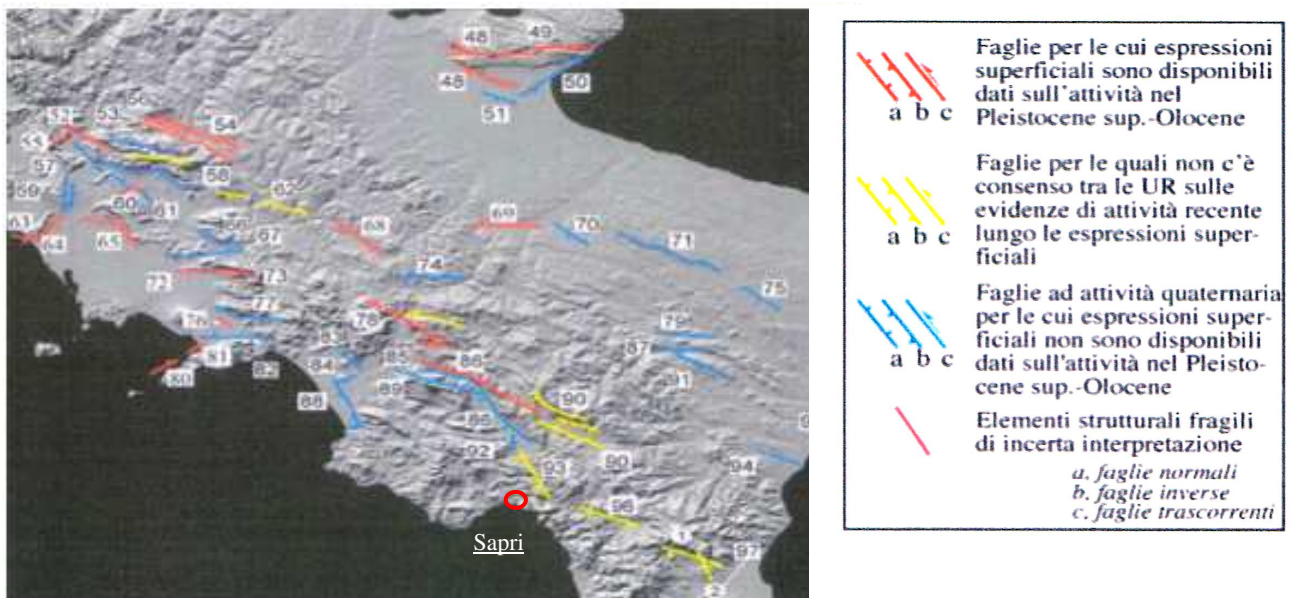 48
49
48
50
51
56
54
52
53
55
57
58
59
62
60
61
63
64
65
66
67
68
69
70
71
72
73
74
75
77
76
78
79
80
81
82
83
84
85
86
87
88
89
90
91
86
92
93
90
94
96
1
97
2
Sapri
Faglie per le cui espressioni
superficiali sono disponibili
dati sull'attività nel
Pleistocene sup.-Olocene
a b c
Faglie per le quali non c'è
consenso tra le UR sulle
evidenze di attività recente
lungo le espressioni super-
ficiali
a b c
Faglie ad attività quaternaria
per le cui espressioni super-
ficiali non sono disponibili
dati sull'attività nel Pleisto-
cene sup.-Olocene
a b c
Elementi strutturali fragili
di incerta interpretazione
a. faglie normali
b. faglie inverse
c. faglie trascorrenti